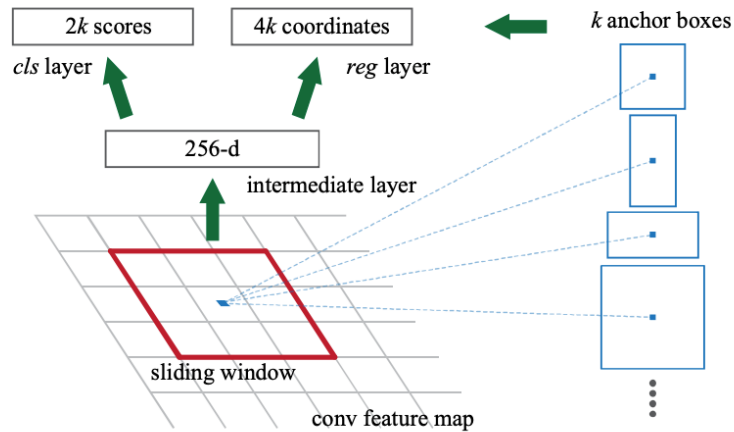 2k scores
4k coordinates
k anchor boxes
cls layer
reg layer
256-d
intermediate layer
sliding window
conv feature map